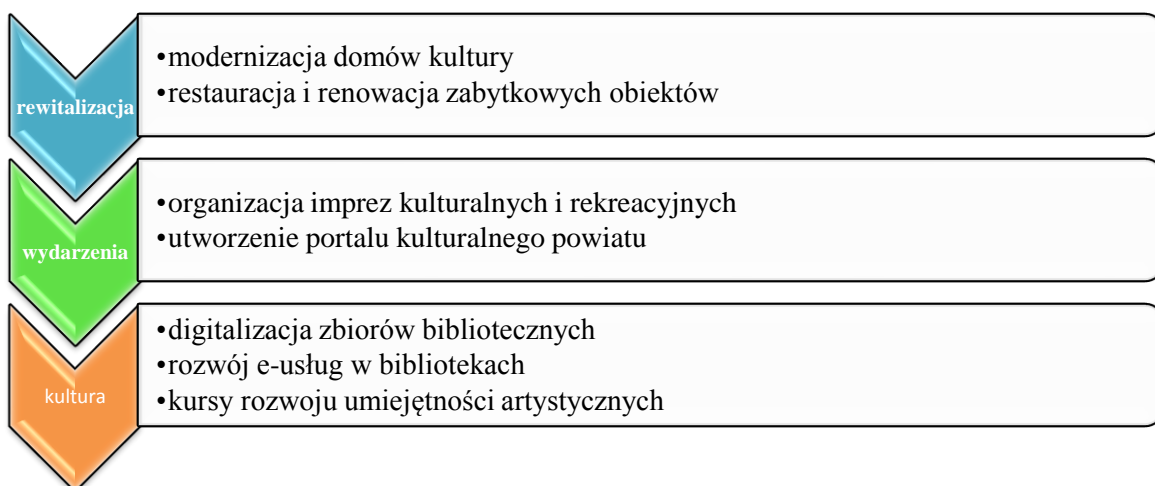 rewitalizacja
•modernizacja domów kultury
•restauracja i renowacja zabytkowych obiektów
wydarzenia
•organizacja imprez kulturalnych i rekreacyjnych
•utworzenie portalu kulturalnego powiatu
kultura
•digitalizacja zbiorów bibliotecznych
•rozwój e-usług w bibliotekach
•kursy rozwoju umiejętności artystycznych